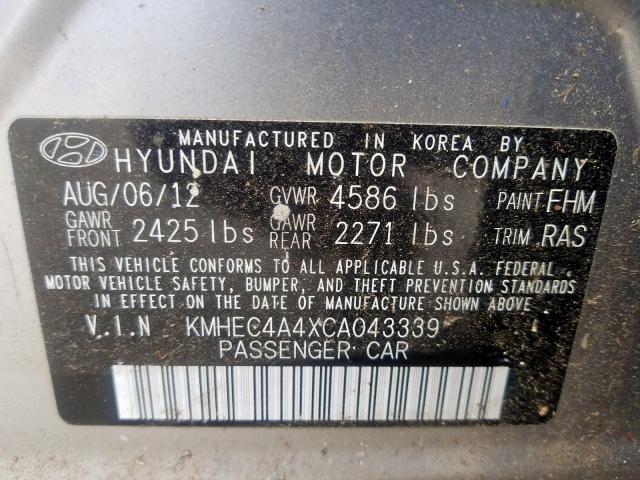 MANUFACTURED IN KOREA BY
HYUNDAI MOTOR COMPANY
AUG/06/12 GVWR 4586 lbs PAINT FHM
GAWR FRONT 2425 lbs GAWR REAR 2271 lbs TRIM RAS
THIS VEHICLE CONFORMS TO ALL APPLICABLE U.S.A. FEDERAL
MOTOR VEHICLE SAFETY, BUMPER, AND THEFT PREVENTION STANDARDS
IN EFFECT ON THE DATE OF MANUFACTURE SHOWN ABOVE
V.I.N KMHEC4A4XCA043339
PASSENGER CAR